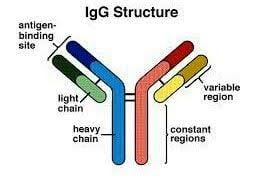 IgG Structure
antigen-
binding
site
light
chain
heavy
chain
variable
region
constant
regions